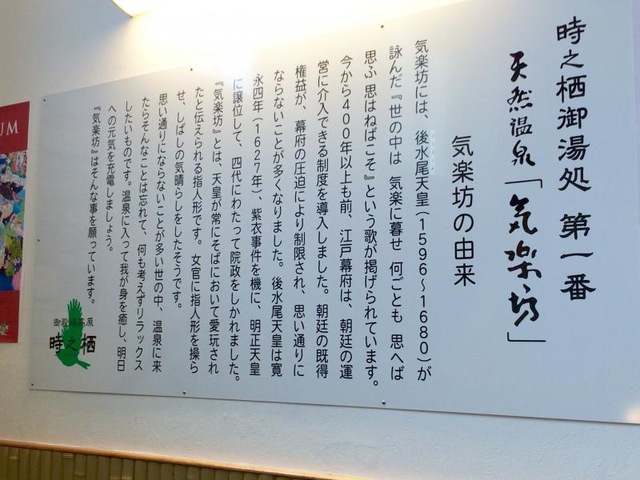 時之栖御湯処 第一番
天然温泉「気楽坊」
気楽坊の由来
気楽坊には、後水尾天皇(1596〜1680)が
詠んだ『世の中は 気楽に暮せ 何ごとも 思へば
思ふ 思はねばこそ』という歌が掲げられています。
今から400年以上も前、江戸幕府は、朝廷の運
営に介入できる制度を導入しました。朝廷の既得
権益が、幕府の圧迫により制限され、思い通りに
ならないことが多くなりました。後水尾天皇は寛
永四年(1627年)、紫衣事件を機に、明正天皇
に譲位して、四代にわたって院政をしかれました。
『気楽坊』とは、天皇が常にそばにおいて愛玩され
たと伝えられる指人形です。女官に指人形を操ら
せ、しばしの気晴らしをしたそうです。
思い通りにならないことが多い世の中、温泉に来
たらそんなことは忘れて、何も考えずリラックス
したいものです。温泉に入って我が身を癒し、明日
への元気を充電しましょう。
『気楽坊』はそんな事を願っています。
御殿場高原
時之栖
UM